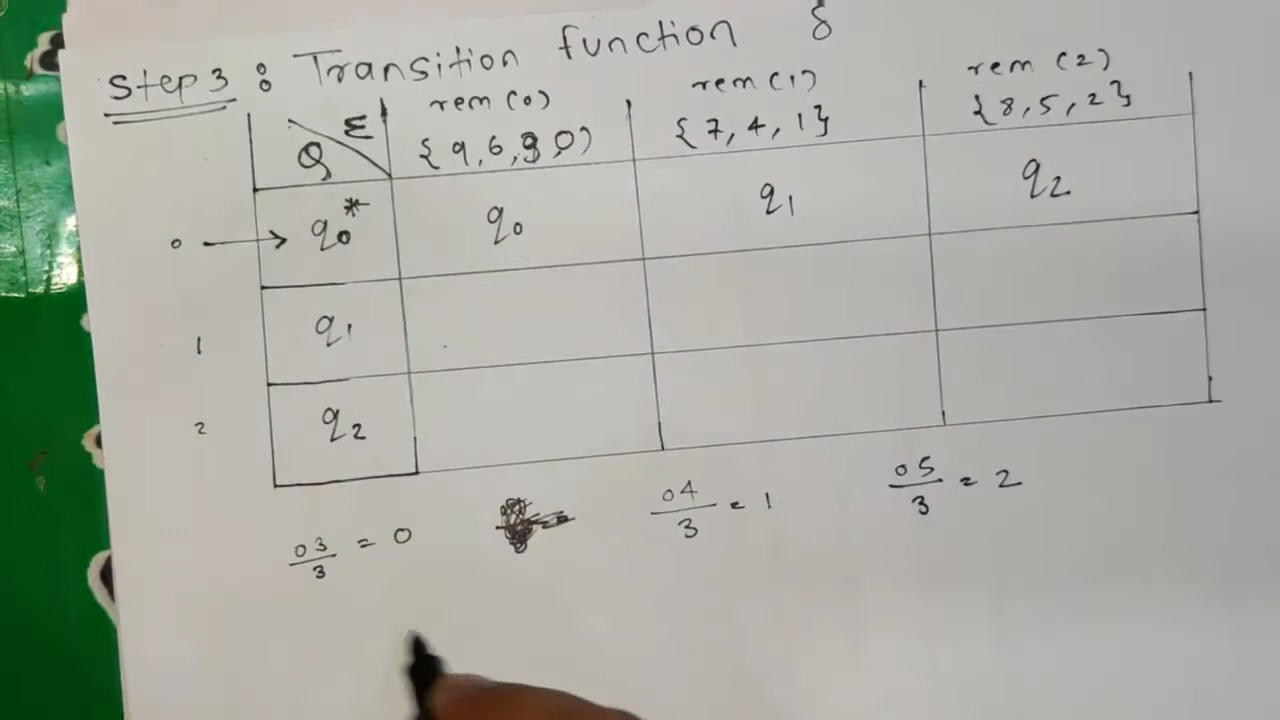 Step 3 : Transition function δ
Q Σ rem (0) {9,6,3,0) rem (1) {7,4,1} rem (2) {8,5,2}
0 → q0* q0 q1 q2
1 q1
2 q2
03/3 = 0 04/3 = 1 05/3 = 2